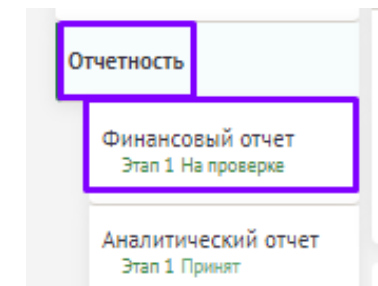 Отчетность
Финансовый отчет
Этап 1 На проверке
Аналитический отчет
Этап 1 Принят